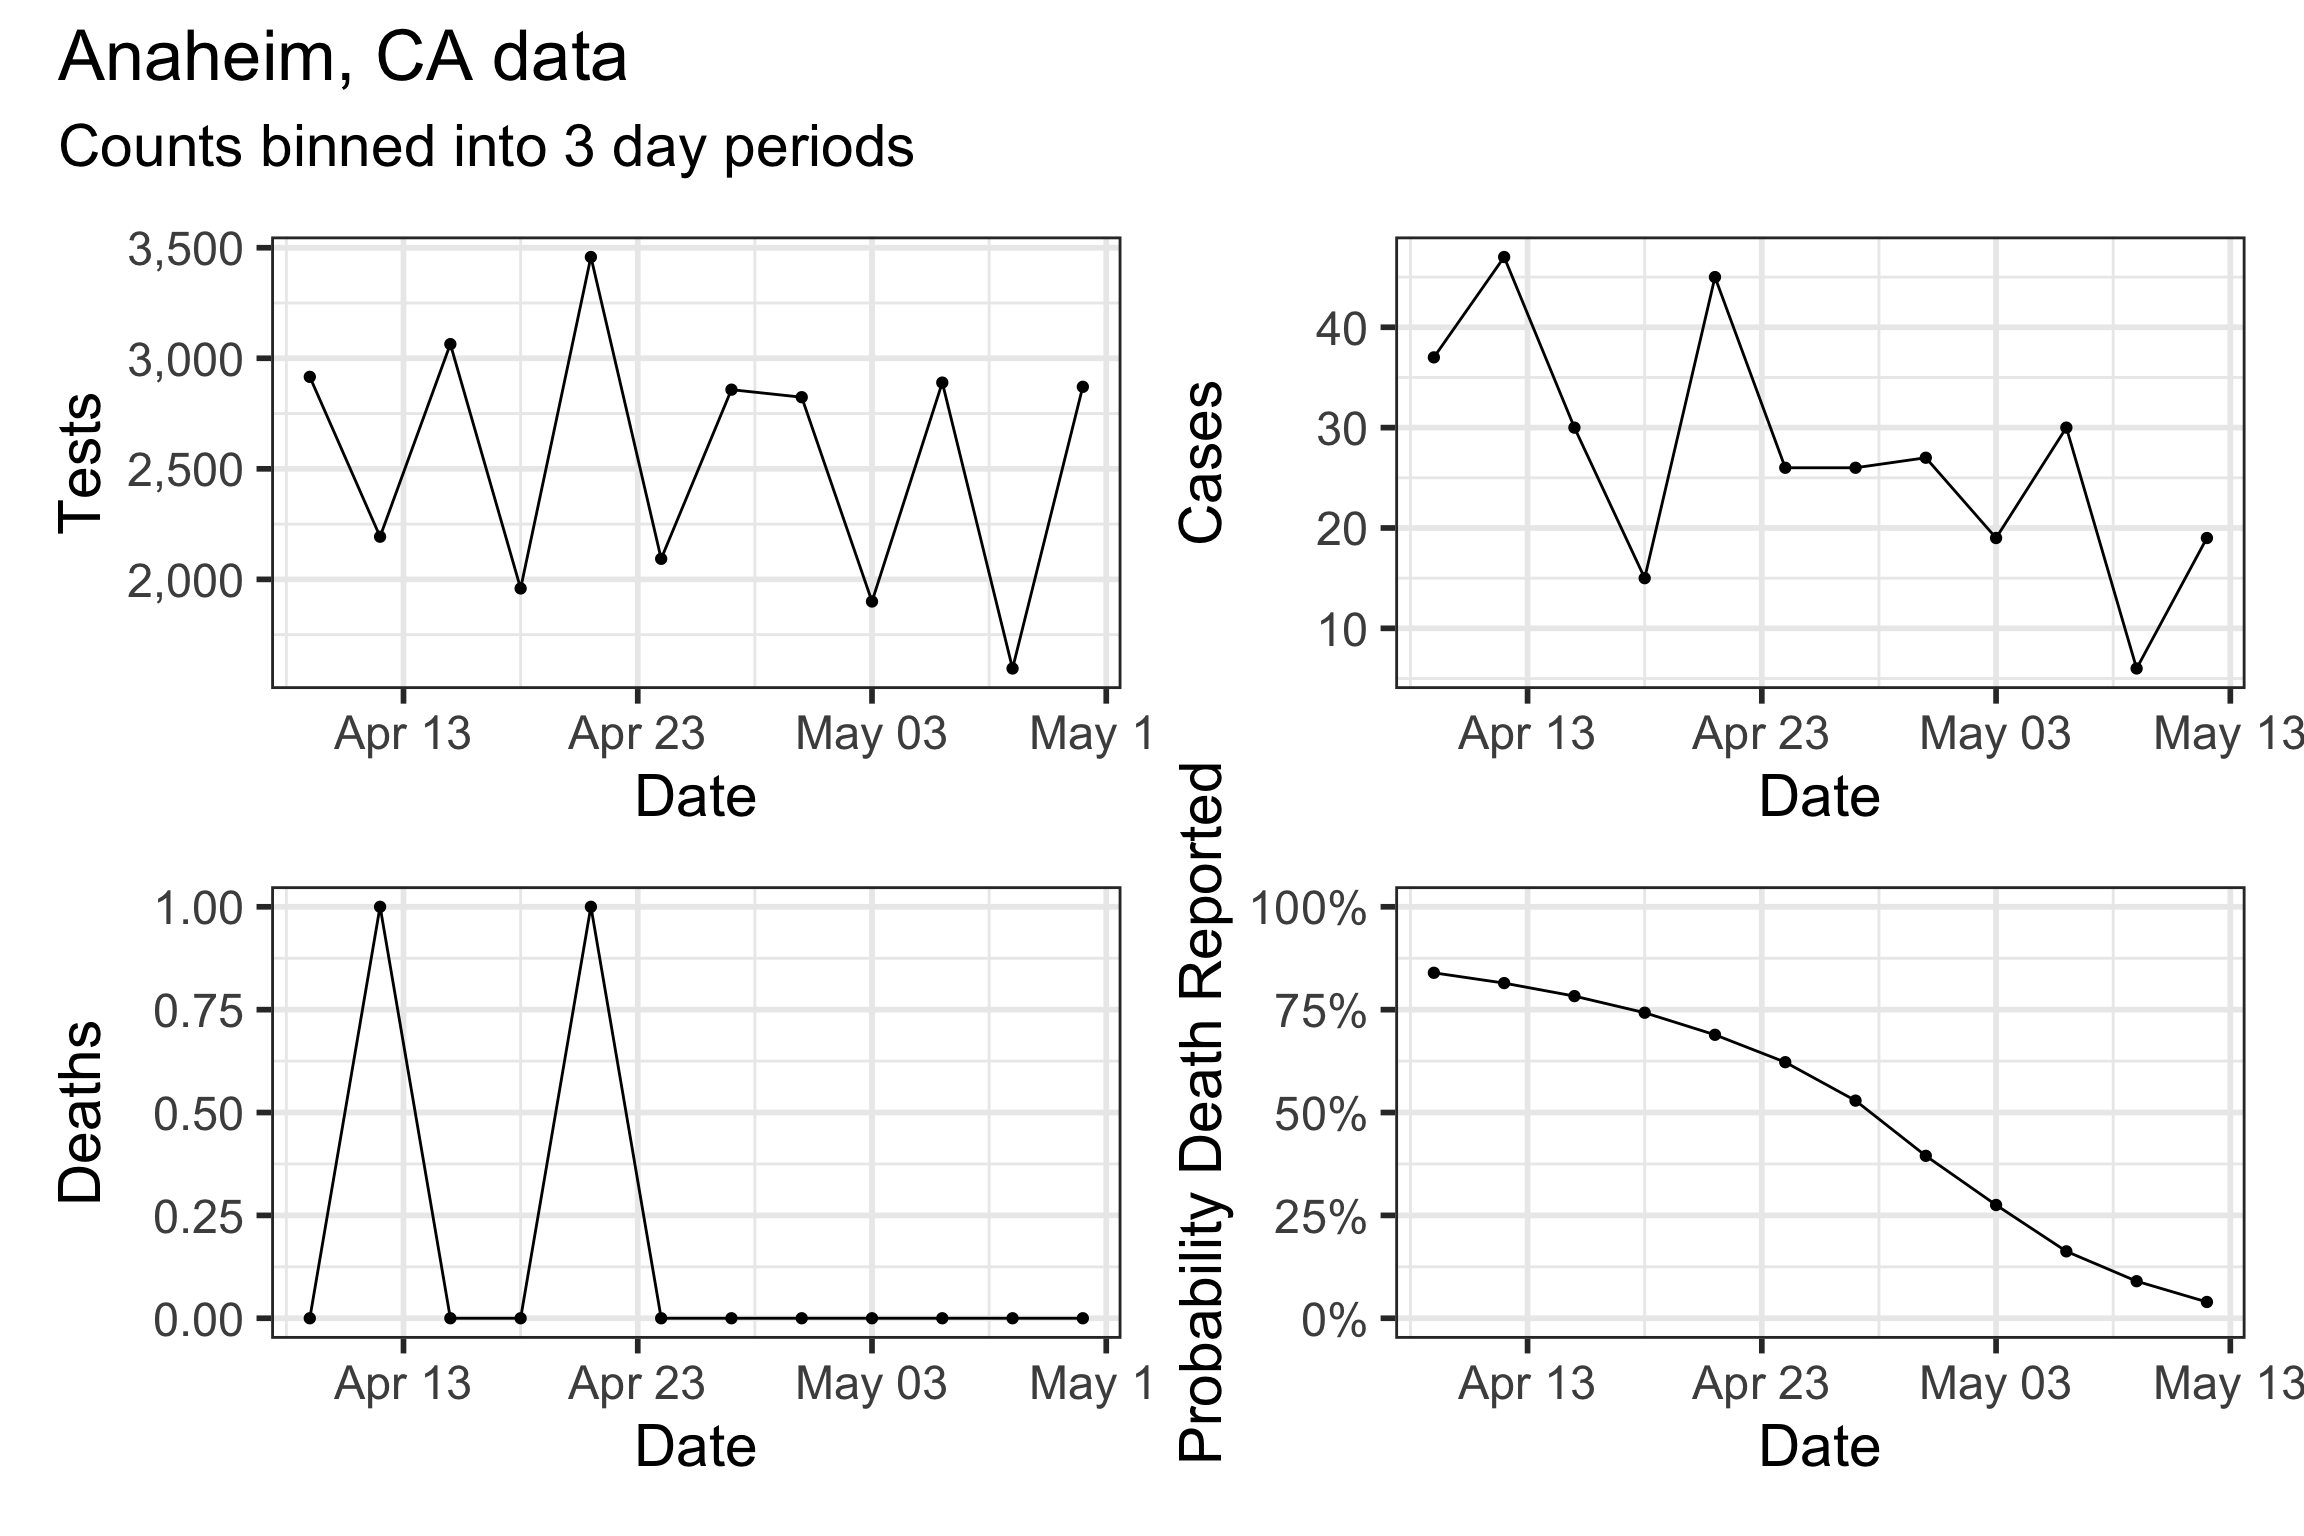 Anaheim, CA data
Counts binned into 3 day periods
Tests
3,500
3,000
2,500
2,000
Apr 13 Apr 23 May 03 May 1
Date
Cases
40
30
20
10
Apr 13 Apr 23 May 03 May 13
Date
Deaths
1.00
0.75
0.50
0.25
0.00
Apr 13 Apr 23 May 03 May 1
Date
Probability Death Reported
100%
75%
50%
25%
0%
Apr 13 Apr 23 May 03 May 13
Date